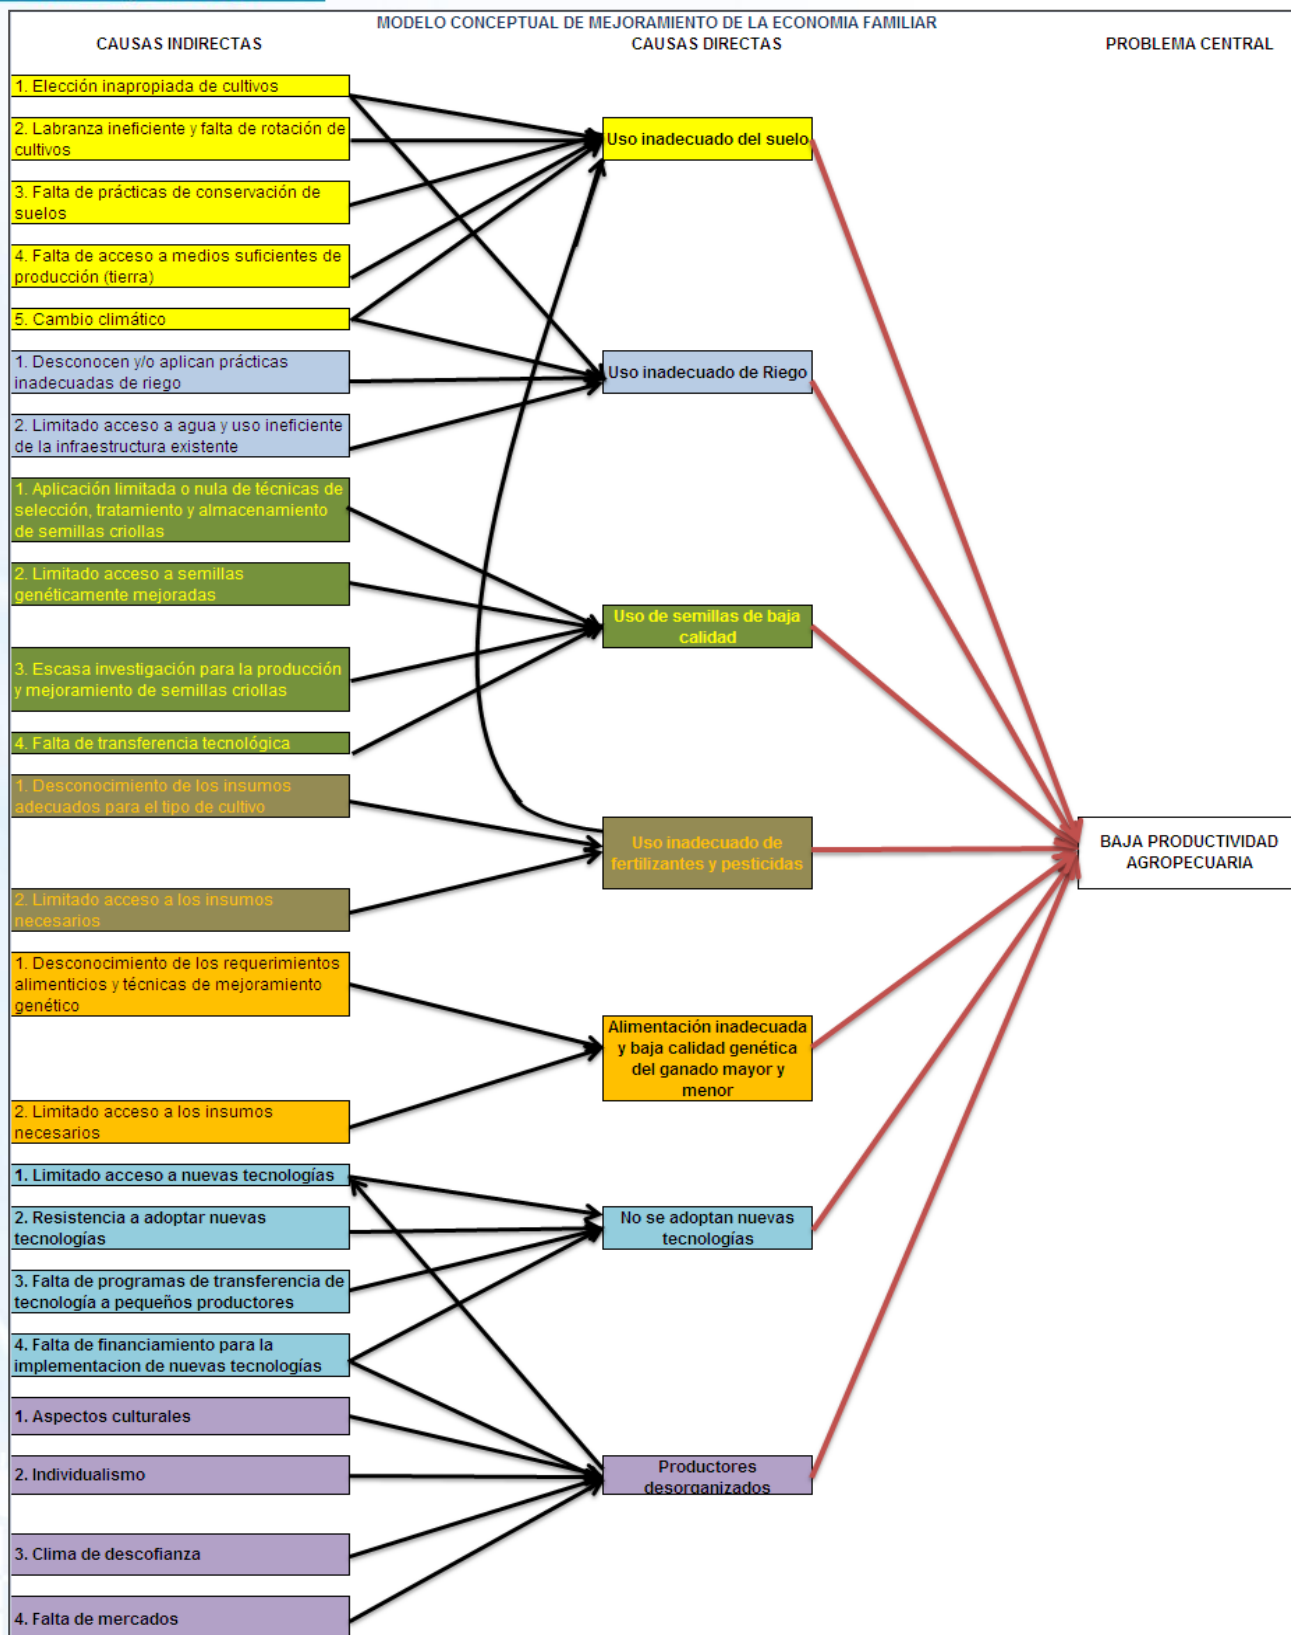 MODELO CONCEPTUAL DE MEJORAMIENTO DE LA ECONOMIA FAMILIAR
CAUSAS INDIRECTAS
CAUSAS DIRECTAS
PROBLEMA CENTRAL
1. Elección inapropiada de cultivos
2. Labranza ineficiente y falta de rotación de
cultivos
3. Falta de prácticas de conservación de
suelos
4. Falta de acceso a medios suficientes de
producción (tierra)
5. Cambio climático
1. Desconocen y/o aplican prácticas
inadecuadas de riego
2. Limitado acceso a agua y uso ineficiente
de la infraestructura existente
1. Aplicación limitada o nula de técnicas de
selección, tratamiento y almacenamiento
de semillas criollas
2. Limitado acceso a semillas
genéticamente mejoradas
3. Escasa investigación para la producción
y mejoramiento de semillas criollas
4. Falta de transferencia tecnológica
1. Desconocimiento de los insumos
adecuados para el tipo de cultivo
2. Limitado acceso a los insumos
necesarios
1. Desconocimiento de los requerimientos
alimenticios y técnicas de mejoramiento
genético
2. Limitado acceso a los insumos
necesarios
1. Limitado acceso a nuevas tecnologías
2. Resistencia a adoptar nuevas
tecnologías
3. Falta de programas de transferencia de
tecnología a pequeños productores
4. Falta de financiamiento para la
implementacion de nuevas tecnologías
1. Aspectos culturales
2. Individualismo
3. Clima de descofianza
4. Falta de mercados
Uso inadecuado del suelo
Uso inadecuado de Riego
Uso de semillas de baja
calidad
Uso inadecuado de
fertilizantes y pesticidas
Alimentación inadecuada
y baja calidad genética
del ganado mayor y
menor
No se adoptan nuevas
tecnologías
Productores
desorganizados
BAJA PRODUCTIVIDAD
AGROPECUARIA